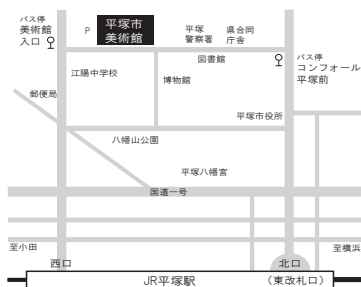 バス停
美術館
入口
P
平塚市
美術館
平塚
警察署
県合同
庁舎
図書館
バス停
コンフォール
平塚前
江陽中学校
博物館
郵便局
平塚市役所
八幡山公園
平塚八幡宮
国道一号
至小田
至横浜
西口
北口
JR平塚駅
(東改札口)